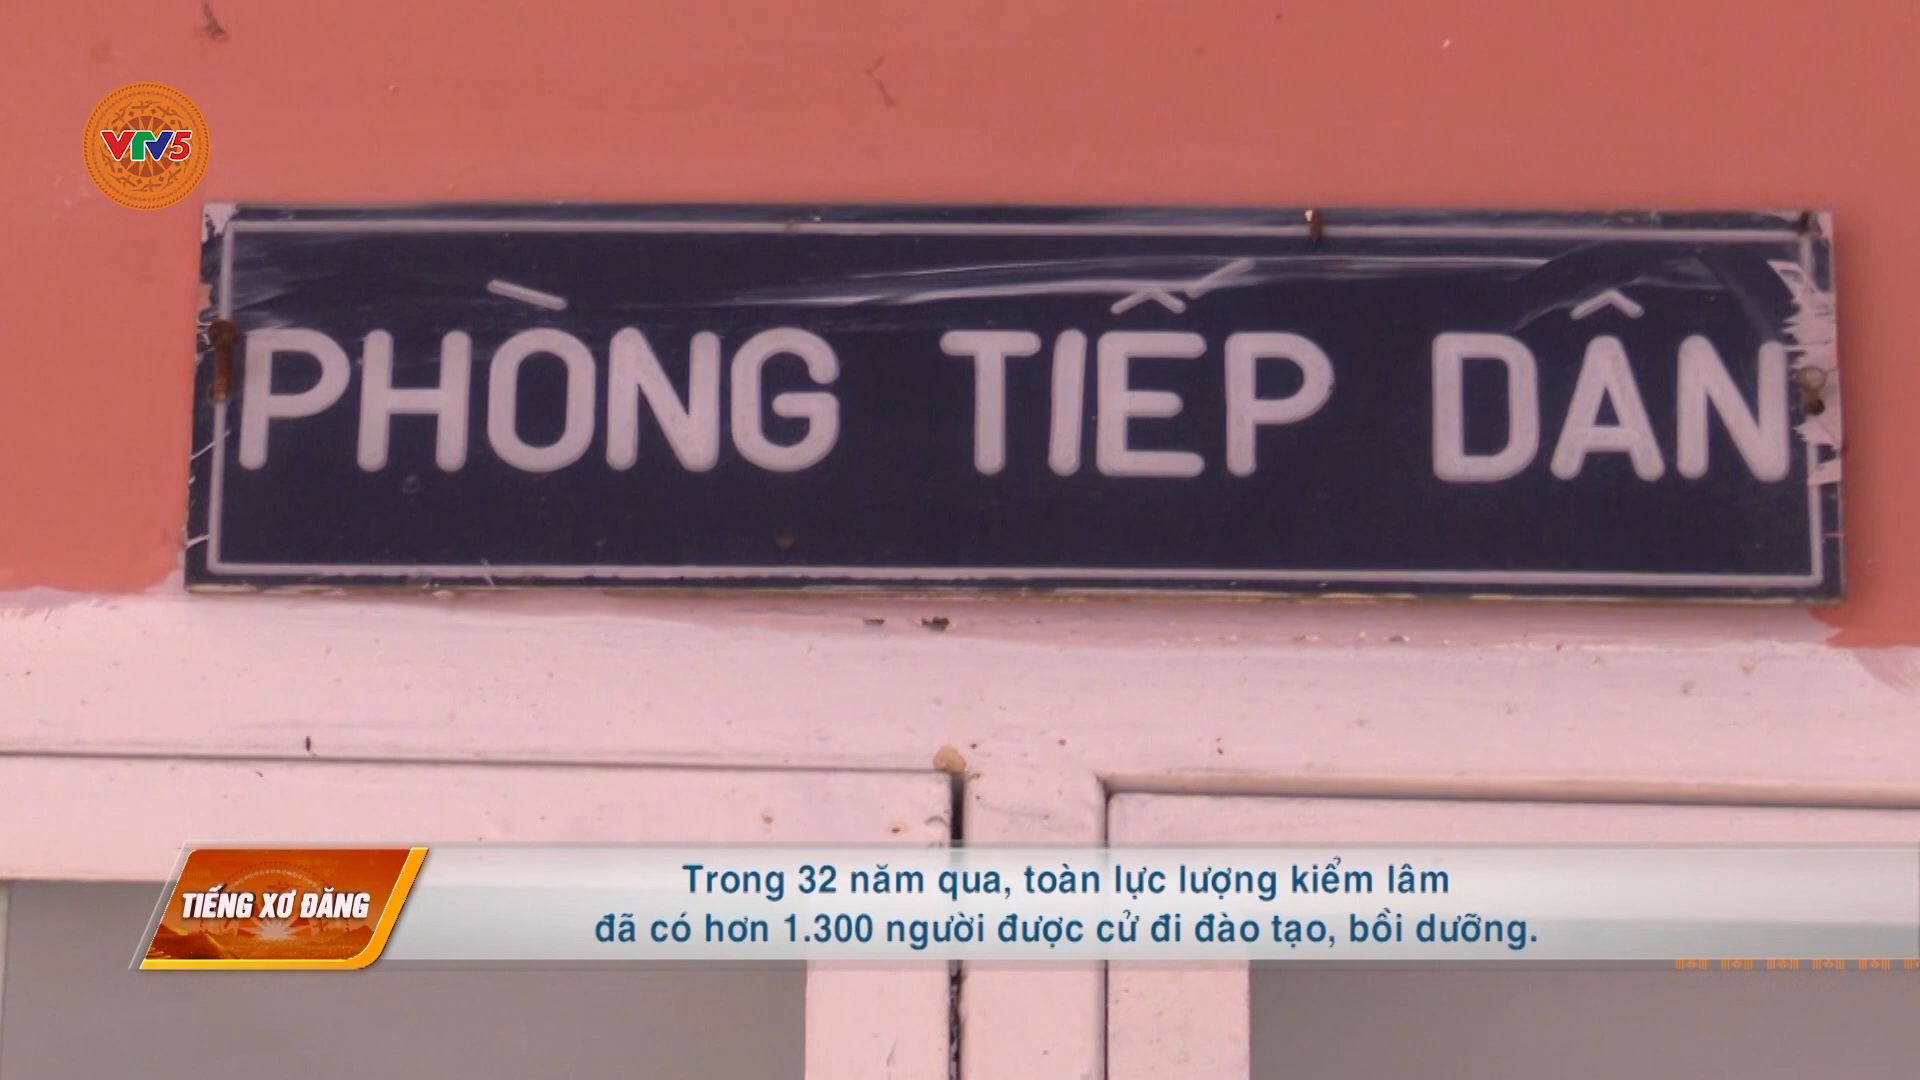 VTV5
PHÒNG TIẾP DÂN
TIẾNG XƠ ĐĂNG
Trong 32 năm qua, toàn lực lượng kiểm lâm
đã có hơn 1.300 người được cử đi đào tạo, bồi dưỡng.